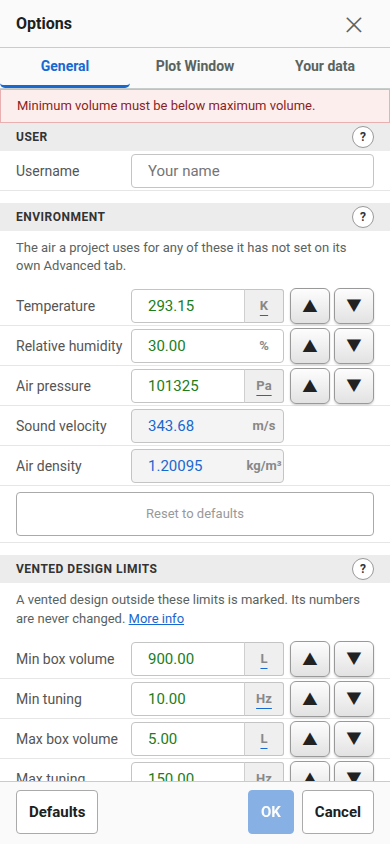 Options
General Plot Window Your data
Minimum volume must be below maximum volume.
USER ?
Username Your name
ENVIRONMENT ?
The air a project uses for any of these it has not set on its
own Advanced tab.
Temperature 293.15 K ▲ ▼
Relative humidity 30.00 % ▲ ▼
Air pressure 101325 Pa ▲ ▼
Sound velocity 343.68 m/s
Air density 1.20095 kg/m³
Reset to defaults
VENTED DESIGN LIMITS ?
A vented design outside these limits is marked. Its numbers
are never changed. More info
Min box volume 900.00 L ▲ ▼
Min tuning 10.00 Hz ▲ ▼
Max box volume 5.00 L ▲ ▼
Max tuning 150.00 Hz ▲ ▼
Defaults OK Cancel